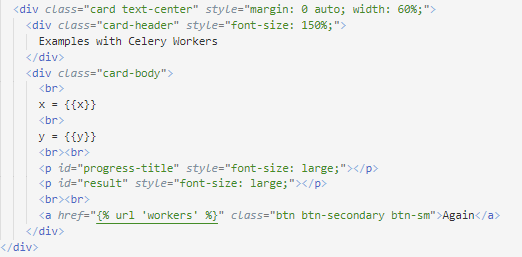 <div class="card text-center" style="margin: 0 auto; width: 60%;">
<div class="card-header" style="font-size: 150%;">
Examples with Celery Workers
</div>
<div class="card-body">
<br>
x = {{x}}
<br>
y = {{y}}
<br><br>
<p id="progress-title" style="font-size: large;"></p>
<p id="result" style="font-size: large;"></p>
<br><br>
<a href="{% url 'workers' %}" class="btn btn-secondary btn-sm">Again</a>
</div>
</div>